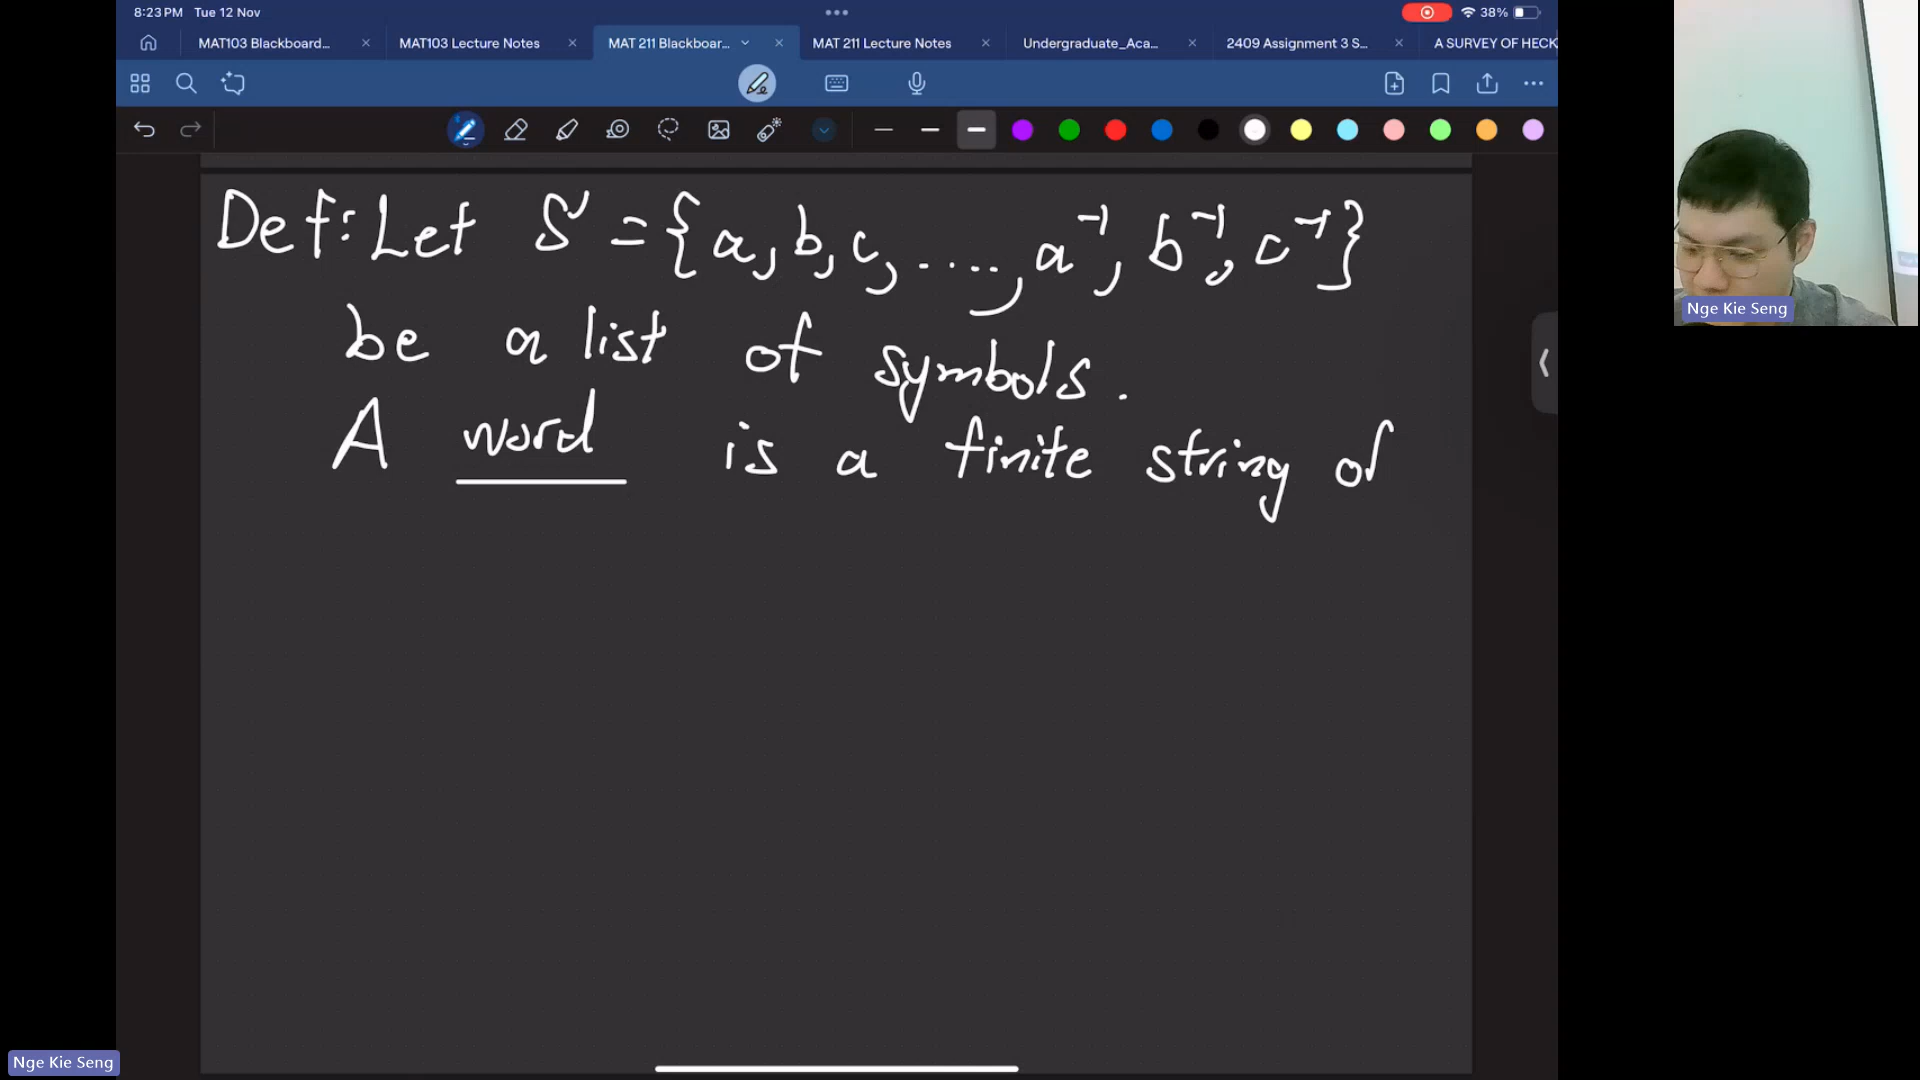 8:23 PM Tue 12 Nov
38%
MAT103 Blackboard...
MAT103 Lecture Notes
MAT 211 Blackboar...
MAT 211 Lecture Notes
Undergraduate_Aca...
2409 Assignment 3 S...
A SURVEY OF HECK
Def: Let S' = {a, b, c, ...., a⁻¹, b⁻¹, c⁻¹}
be a list of symbols.
A word is a finite string of
Nge Kie Seng
Nge Kie Seng